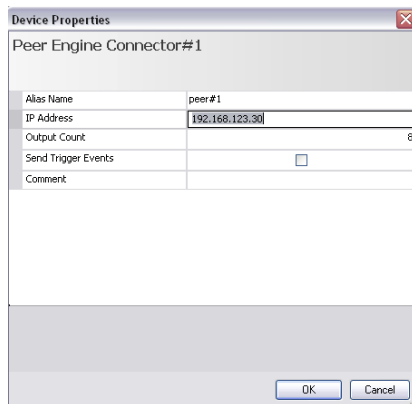 Device Properties
Peer Engine Connector#1
Alias Name peer#1
IP Address 192.168.123.30
Output Count 8
Send Trigger Events
Comment
OK Cancel